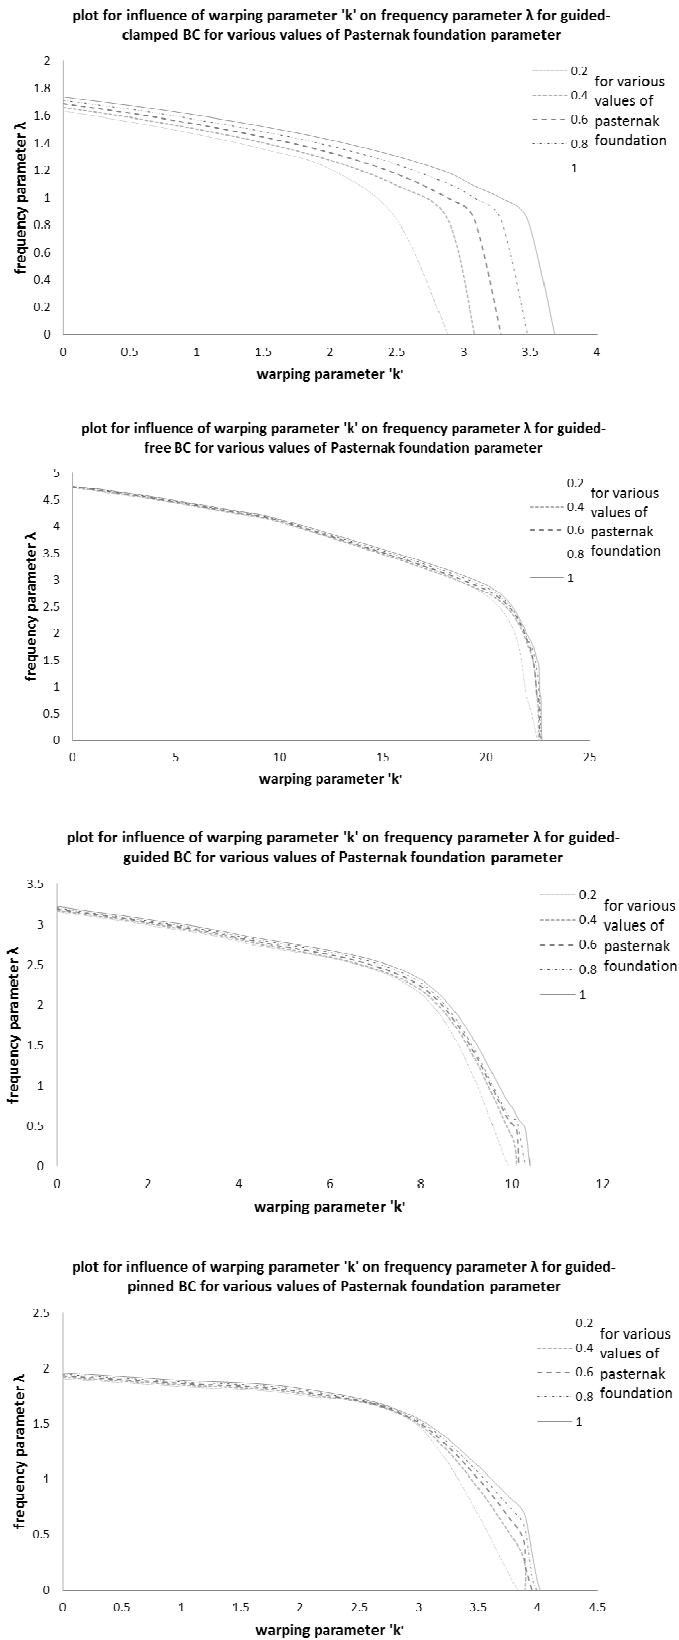 plot for influence of warping parameter 'k' on frequency parameter λ for guided-
clamped BC for various values of Pasternak foundation parameter
frequency parameter λ
2
1.8
1.6
1.4
1.2
1
0.8
0.6
0.4
0.2
0
0 0.5 1 1.5 2 2.5 3 3.5 4
warping parameter 'k'
0.2
0.4
0.6
0.8
1
for various
values of
pasternak
foundation
plot for influence of warping parameter 'k' on frequency parameter λ for guided-
free BC for various values of Pasternak foundation parameter
frequency parameter λ
5
4.5
4
3.5
3
2.5
2
1.5
1
0.5
0
0 5 10 15 20 25
warping parameter 'k'
0.2
0.4
0.6
0.8
1
for various
values of
pasternak
foundation
plot for influence of warping parameter 'k' on frequency parameter λ for guided-
guided BC for various values of Pasternak foundation parameter
frequency parameter λ
3.5
3
2.5
2
1.5
1
0.5
0
0 2 4 6 8 10 12
warping parameter 'k'
0.2
0.4
0.6
0.8
1
for various
values of
pasternak
foundation
plot for influence of warping parameter 'k' on frequency parameter λ for guided-
pinned BC for various values of Pasternak foundation parameter
frequency parameter λ
2.5
2
1.5
1
0.5
0
0 0.5 1 1.5 2 2.5 3 3.5 4 4.5
warping parameter 'k'
0.2
0.4
0.6
0.8
1
for various
values of
pasternak
foundation